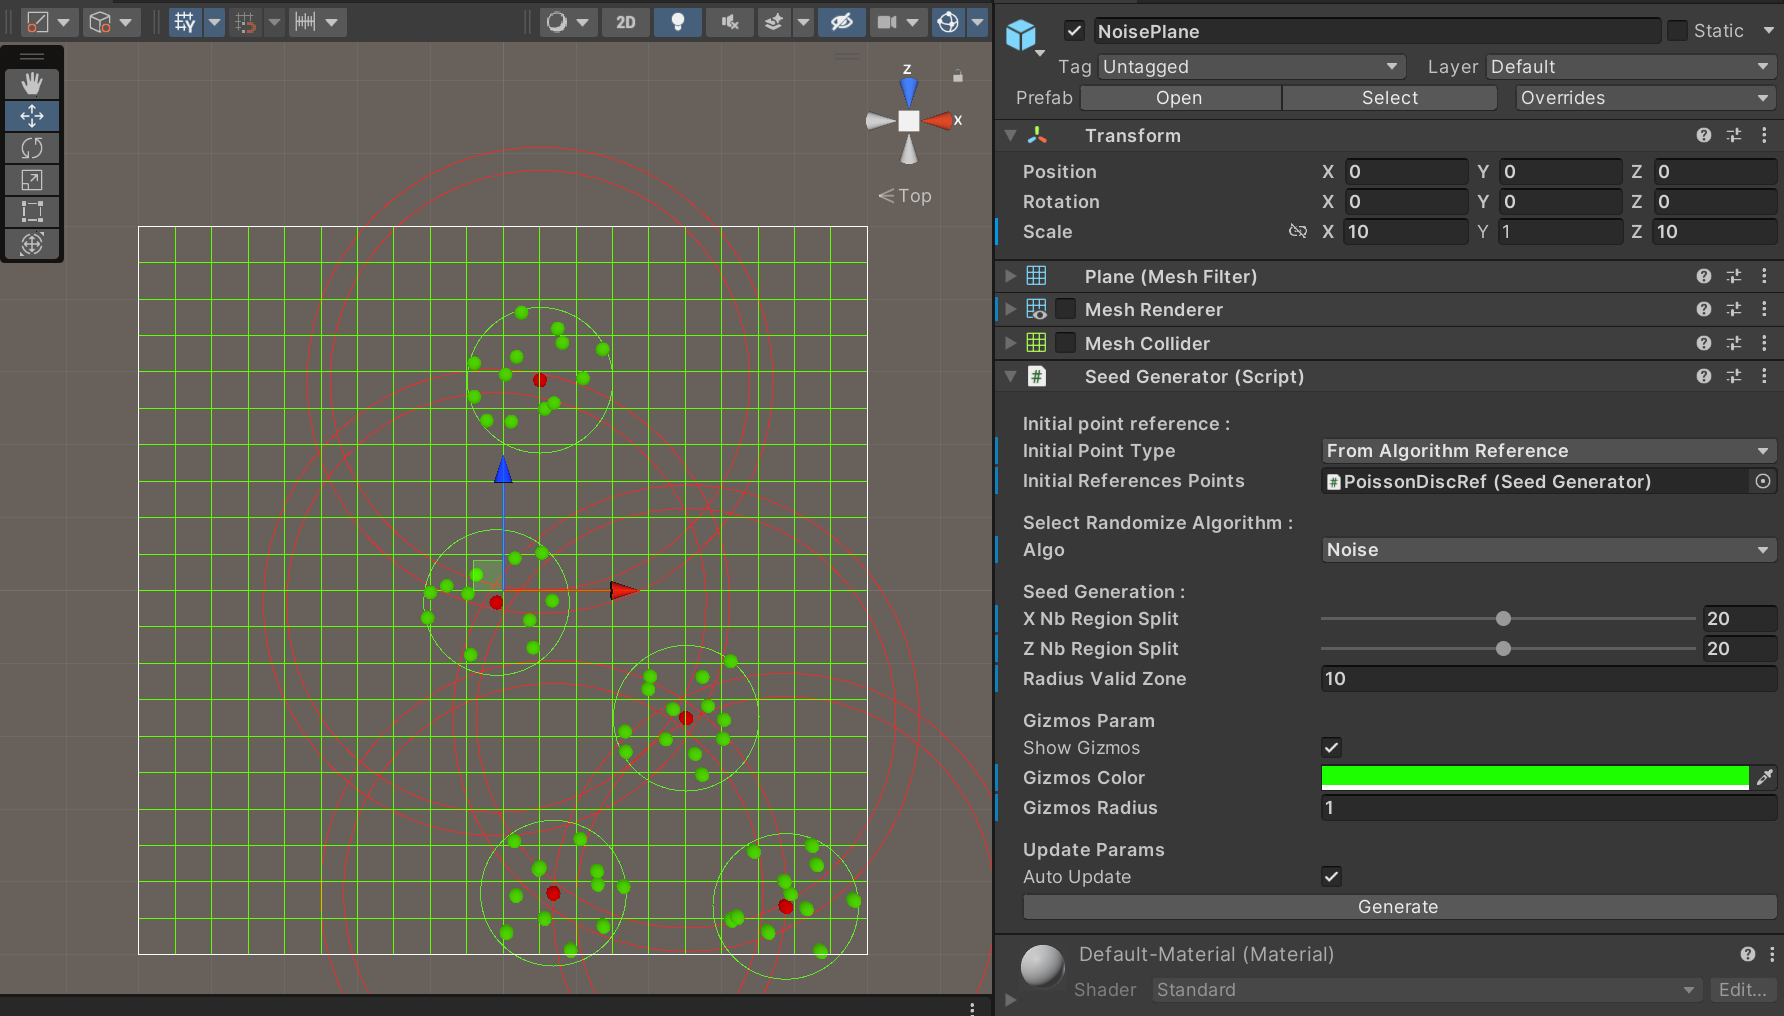 2D
Z
X
Top
NoisePlane
Static
Tag Untagged Layer Default
Prefab Open Select Overrides
Transform
Position X 0 Y 0 Z 0
Rotation X 0 Y 0 Z 0
Scale X 10 Y 1 Z 10
Plane (Mesh Filter)
Mesh Renderer
Mesh Collider
# Seed Generator (Script)
Initial point reference :
Initial Point Type From Algorithm Reference
Initial References Points # PoissonDiscRef (Seed Generator)
Select Randomize Algorithm :
Algo Noise
Seed Generation :
X Nb Region Split 20
Z Nb Region Split 20
Radius Valid Zone 10
Gizmos Param
Show Gizmos
Gizmos Color
Gizmos Radius 1
Update Params
Auto Update
Generate
Default-Material (Material)
Shader Standard Edit...